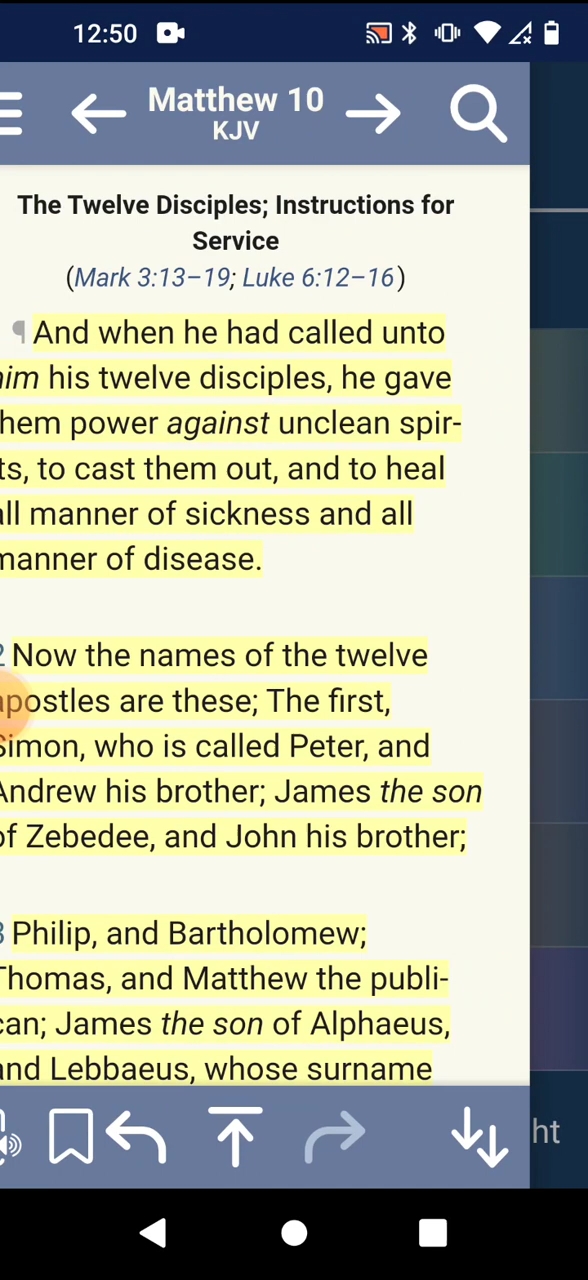 12:50
Matthew 10
KJV
The Twelve Disciples; Instructions for
Service
(Mark 3:13–19; Luke 6:12–16)
¶ And when he had called unto
him his twelve disciples, he gave
them power against unclean spir-
its, to cast them out, and to heal
all manner of sickness and all
manner of disease.
2 Now the names of the twelve
apostles are these; The first,
Simon, who is called Peter, and
Andrew his brother; James the son
of Zebedee, and John his brother;
3 Philip, and Bartholomew;
Thomas, and Matthew the publi-
can; James the son of Alphaeus,
and Lebbaeus, whose surname
ht